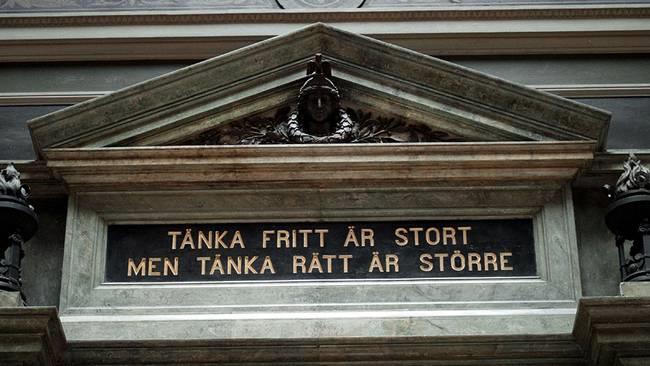 TÄNKA FRITT ÄR STORT
MEN TÄNKA RÄTT ÄR STÖRRE